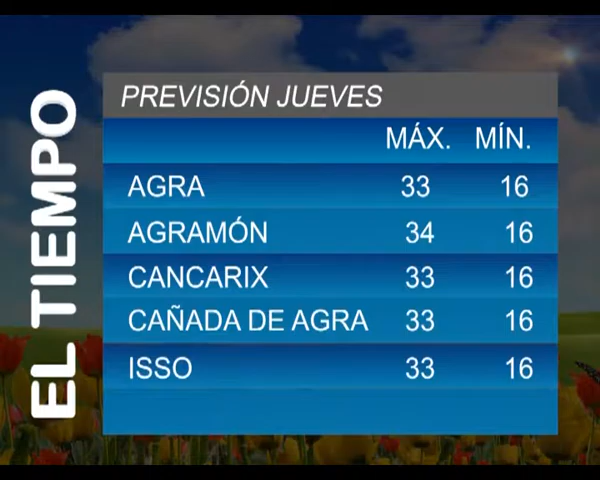 EL TIEMPO
PREVISIÓN JUEVES
MÁX. MÍN.
AGRA 33 16
AGRAMÓN 34 16
CANCARIX 33 16
CAÑADA DE AGRA 33 16
ISSO 33 16